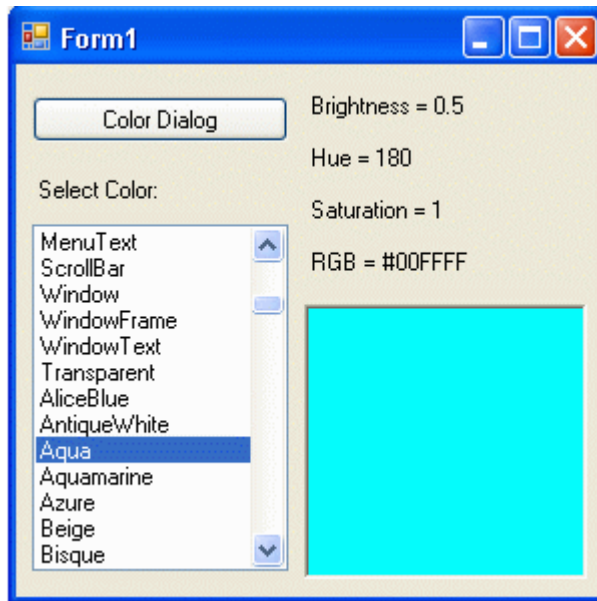 Form1
Color Dialog
Select Color:
MenuText
ScrollBar
Window
WindowFrame
WindowText
Transparent
AliceBlue
AntiqueWhite
Aqua
Aquamarine
Azure
Beige
Bisque
Brightness = 0.5
Hue = 180
Saturation = 1
RGB = #00FFFF